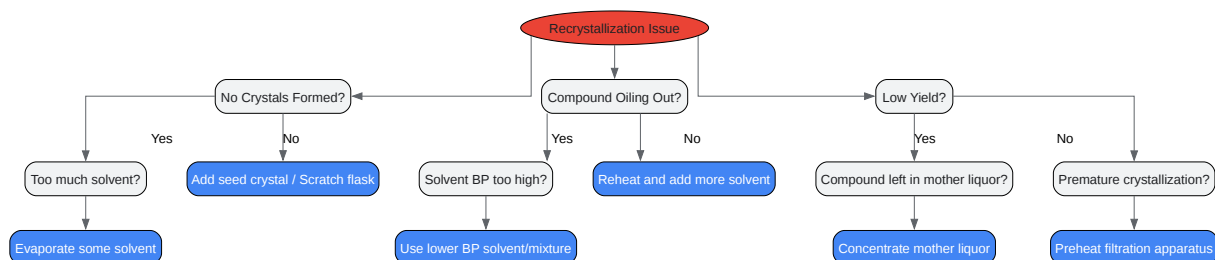 Recrystallization Issue
No Crystals Formed?
Compound Oiling Out?
Low Yield?
Yes
No
Yes
No
Yes
No
Too much solvent?
Add seed crystal / Scratch flask
Solvent BP too high?
Reheat and add more solvent
Compound left in mother liquor?
Premature crystallization?
Evaporate some solvent
Use lower BP solvent/mixture
Concentrate mother liquor
Preheat filtration apparatus